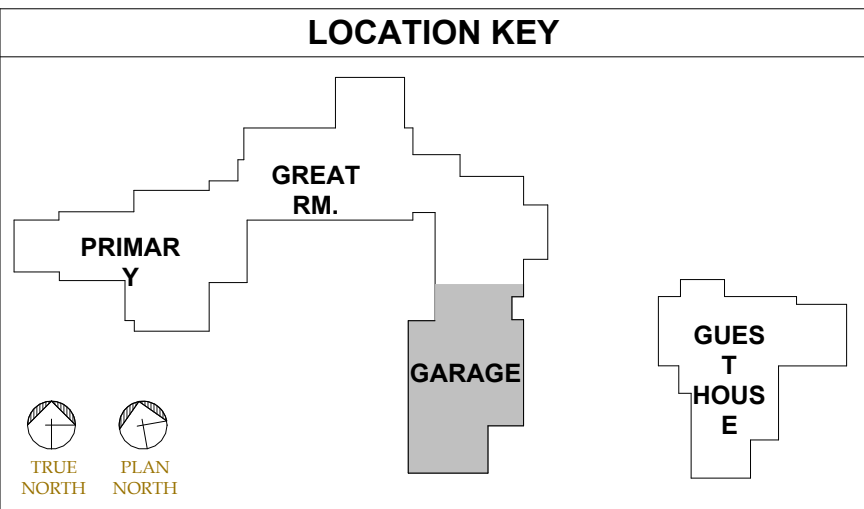 LOCATION KEY
GREAT
RM.
PRIMAR
Y
GARAGE
GUES
T
HOUS
E
TRUE
NORTH
PLAN
NORTH